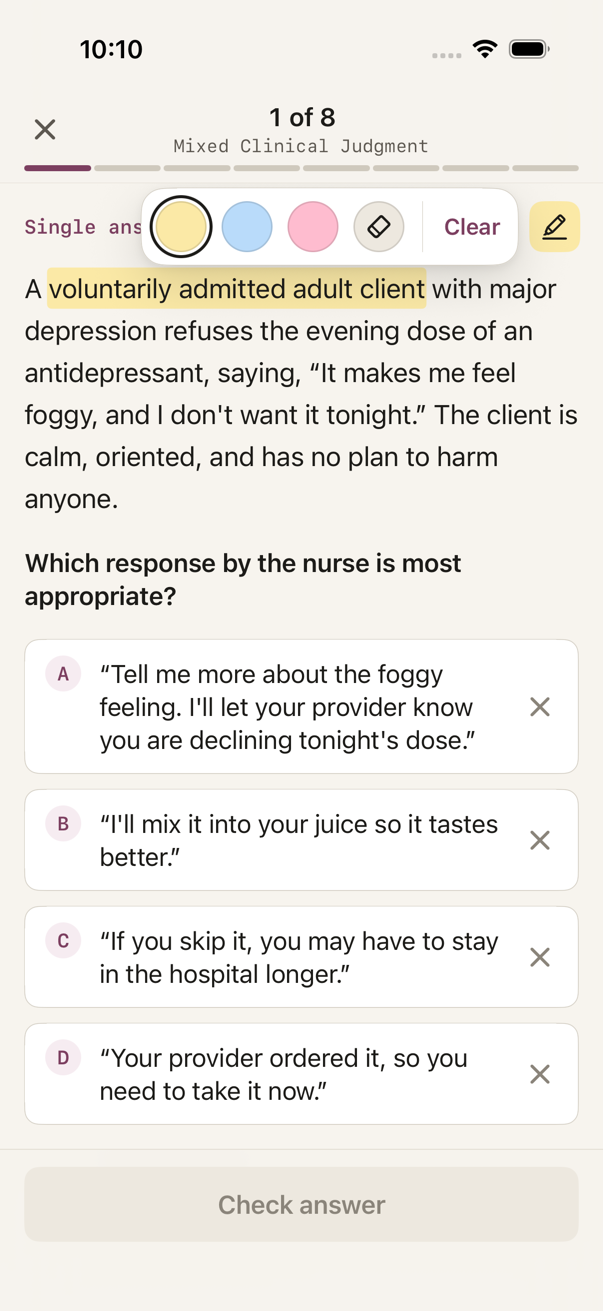 10:10
1 of 8
Mixed Clinical Judgment
Single ans
Clear
A voluntarily admitted adult client with major
depression refuses the evening dose of an
antidepressant, saying, “It makes me feel
foggy, and I don't want it tonight.” The client is
calm, oriented, and has no plan to harm
anyone.
Which response by the nurse is most
appropriate?
A
“Tell me more about the foggy
feeling. I'll let your provider know
you are declining tonight's dose.”
B
“I'll mix it into your juice so it tastes
better.”
C
“If you skip it, you may have to stay
in the hospital longer.”
D
“Your provider ordered it, so you
need to take it now.”
Check answer